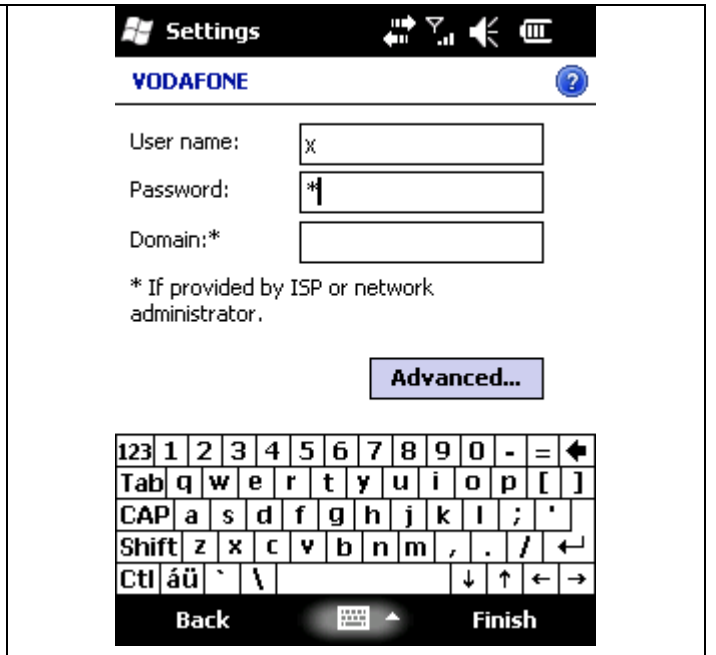 Settings
VODAFONE ?
User name: x
Password: *
Domain:*
* If provided by ISP or network
administrator.
Advanced...
123 1 2 3 4 5 6 7 8 9 0 - =
Tab q w e r t y u i o p [ ]
CAP a s d f g h j k l ; '
Shift z x c v b n m , . /
Ctl áü ` \ ↓ ↑ ← →
Back Finish